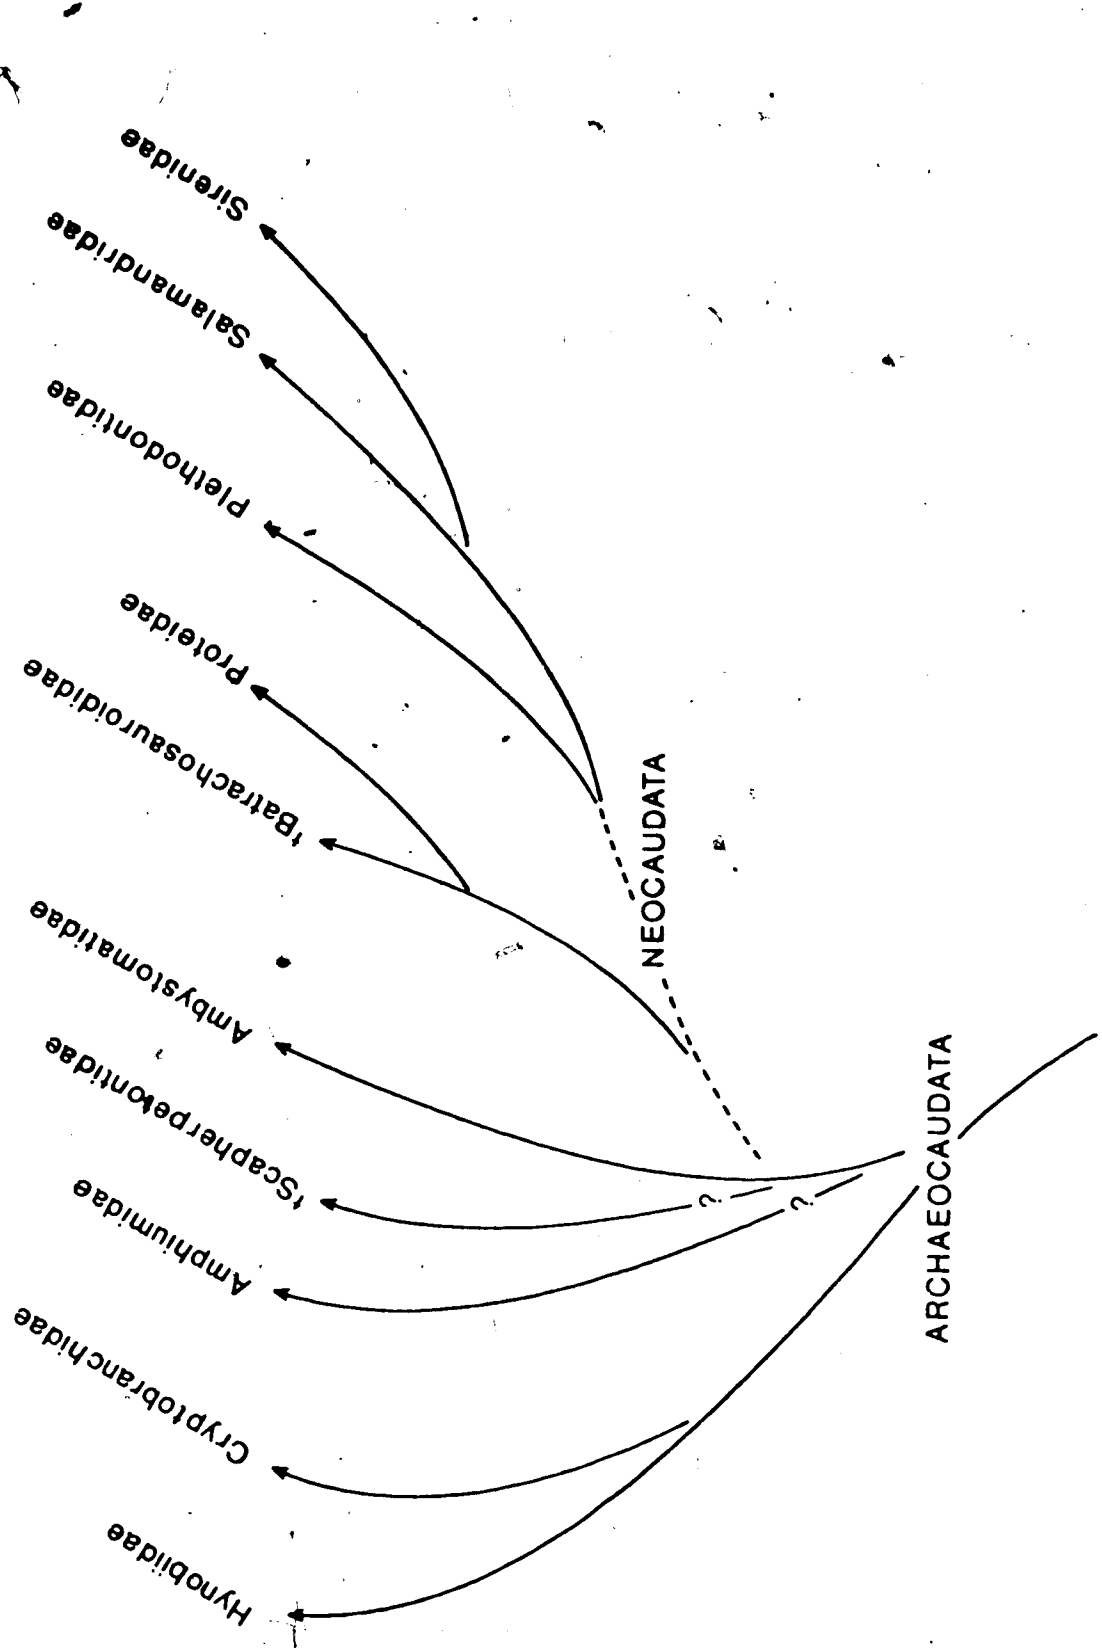 Sirenidae
Salamandridae
Plethodontidae
Proteidae
†Batrachosauroididae
Ambystomatidae
†Scapherpetontidae
Amphiumidae
Cryptobranchidae
Hynobiidae
NEOCAUDATA
?
?
ARCHAEOCAUDATA